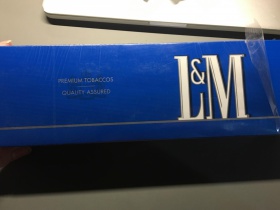 PREMIUM TOBACCOS
QUALITY ASSURED
L&M